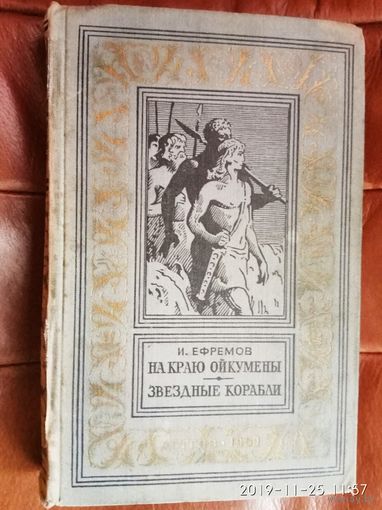 И. ЕФРЕМОВ
НА КРАЮ ОЙКУМЕНЫ
ЗВЕЗДНЫЕ КОРАБЛИ
2019-11-25 11:57